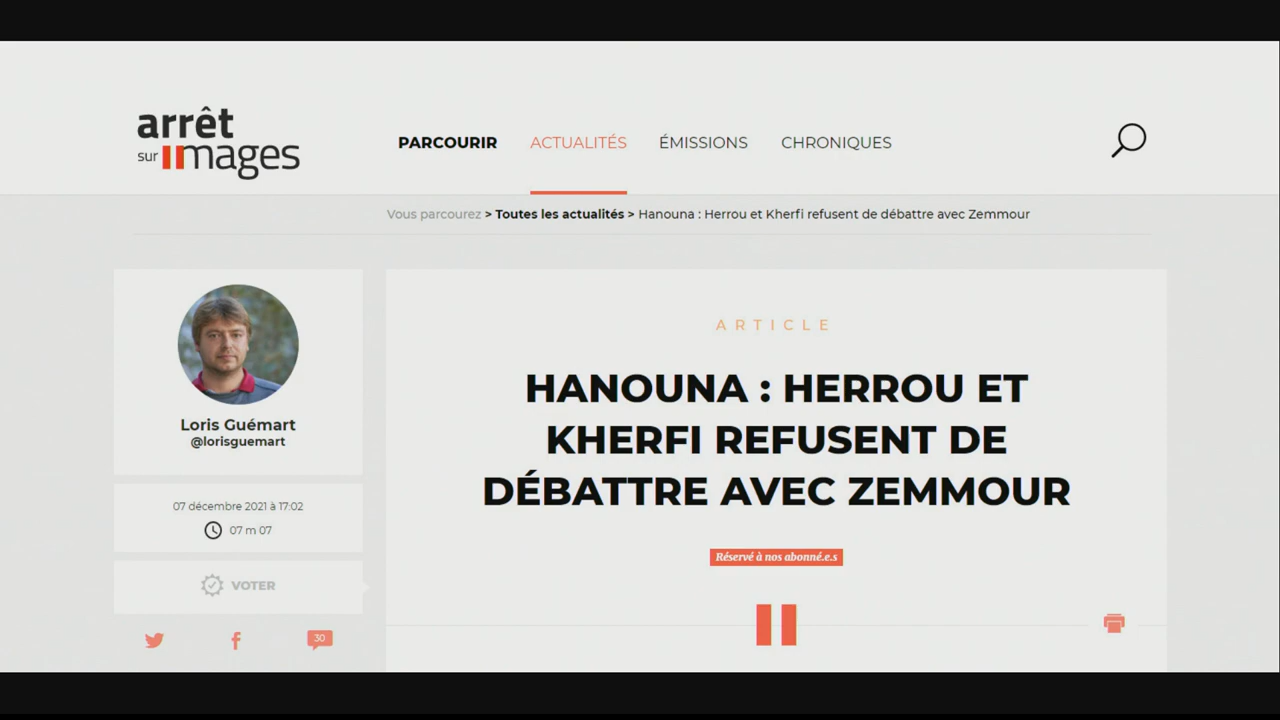 arrêt
sur images
PARCOURIR ACTUALITÉS ÉMISSIONS CHRONIQUES
Vous parcourez > Toutes les actualités > Hanouna : Herrou et Kherfi refusent de débattre avec Zemmour
Loris Guémart
@lorisguemart
07 décembre 2021 à 17:02
07 m 07
VOTER
30
ARTICLE
HANOUNA : HERROU ET
KHERFI REFUSENT DE
DÉBATTRE AVEC ZEMMOUR
Réservé à nos abonné.e.s